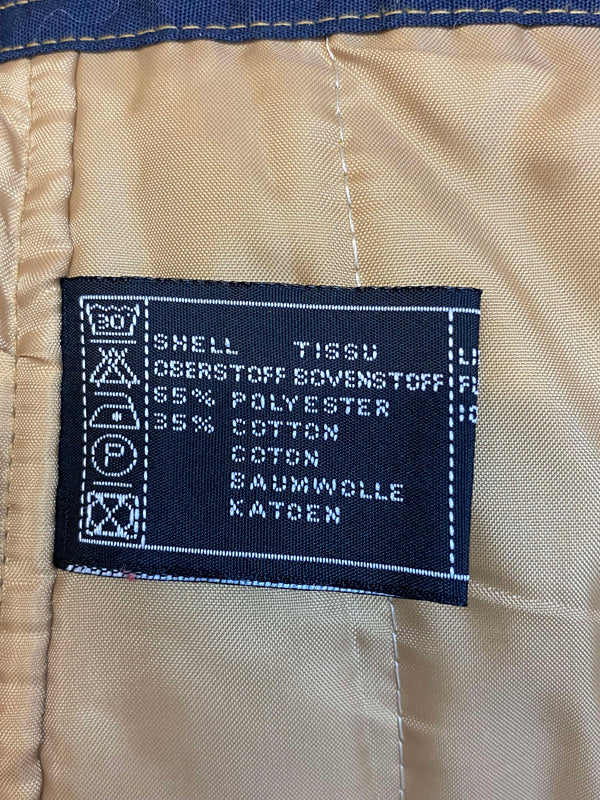 30
SHELL TISSU
OBERSTOFF BOVENSTOFF
65% POLYESTER
35% COTTON
COTON
BAUMWOLLE
KATOEN
P